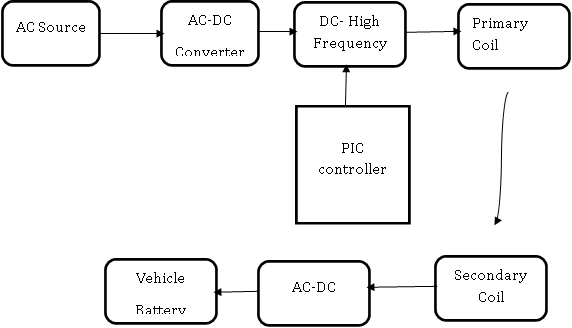 AC Source
AC-DC
Converter
DC- High
Frequency
Primary
Coil
PIC
controller
Secondary
Coil
AC-DC
Vehicle
Battery